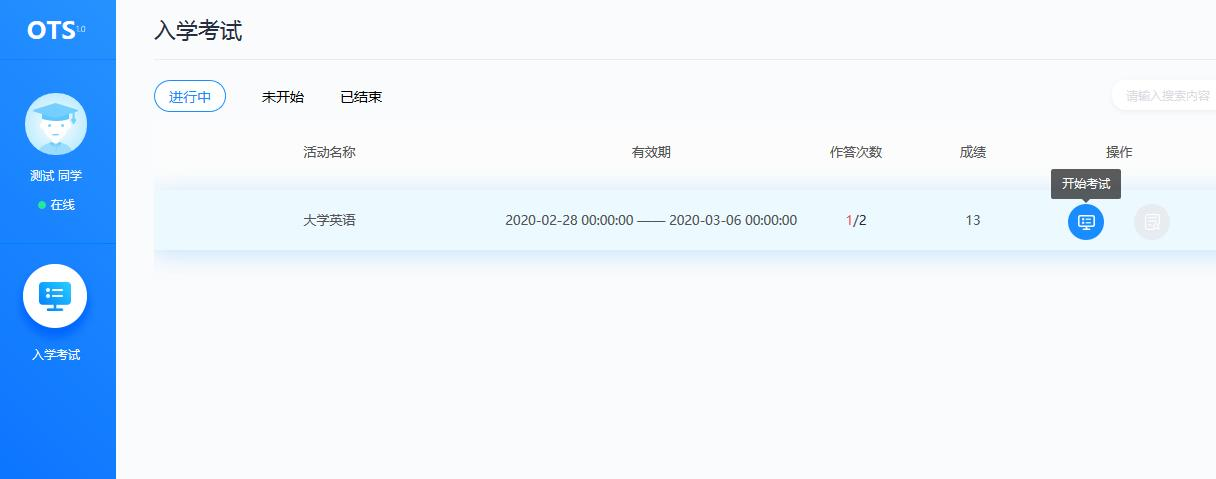 OTS1.0
入学考试
测试 同学
在线
入学考试
进行中 未开始 已结束
请输入搜索内容
活动名称 有效期 作答次数 成绩 操作
开始考试
大学英语 2020-02-28 00:00:00 —— 2020-03-06 00:00:00 1/2 13